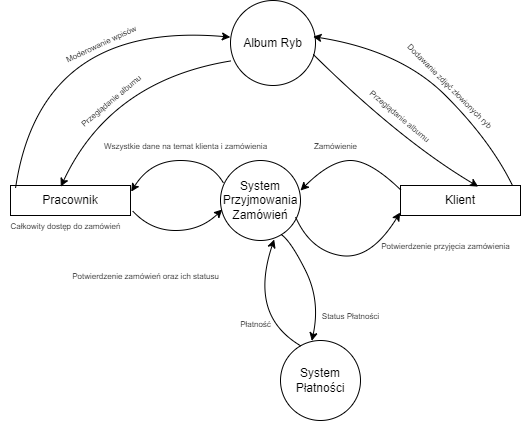 Moderowanie wpisów
Album Ryb
Dodawanie zdjęć złowionych ryb
Przeglądanie albumu
Przeglądanie albumu
Wszystkie dane na temat klienta i zamówienia
Zamówienie
Pracownik
System
Przyjmowania
Zamówień
Klient
Całkowity dostęp do zamówień
Potwierdzenie przyjęcia zamówienia
Potwierdzenie zamówień oraz ich statusu
Płatność
Status Płatności
System
Płatności